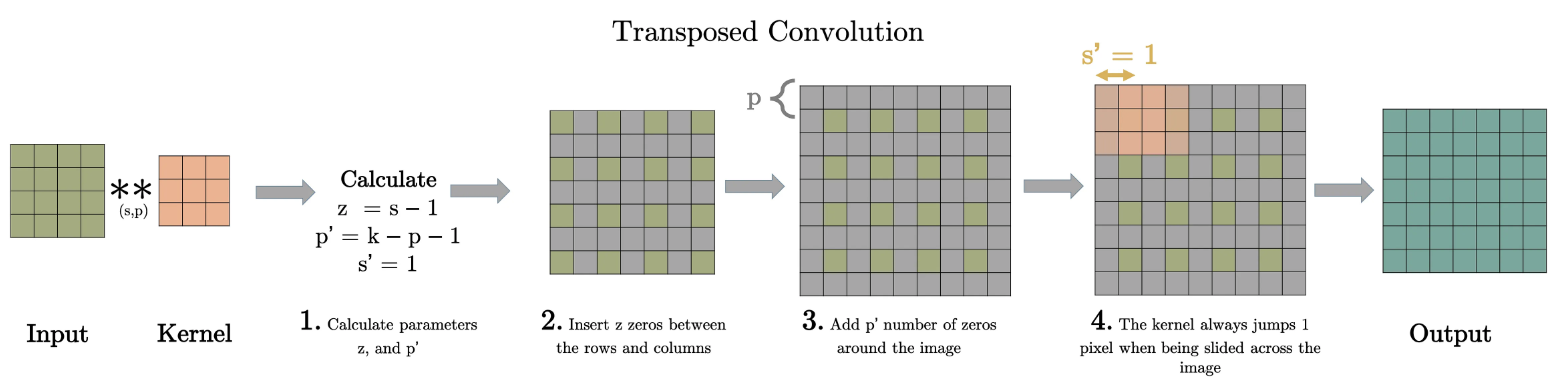 Transposed Convolution
s' = 1
p
**
(s,p)
Calculate
z = s − 1
p' = k − p − 1
s' = 1
Input
Kernel
1. Calculate parameters
z, and p'
2. Insert z zeros between
the rows and columns
3. Add p' number of zeros
around the image
4. The kernel always jumps 1
pixel when being slided across the
image
Output